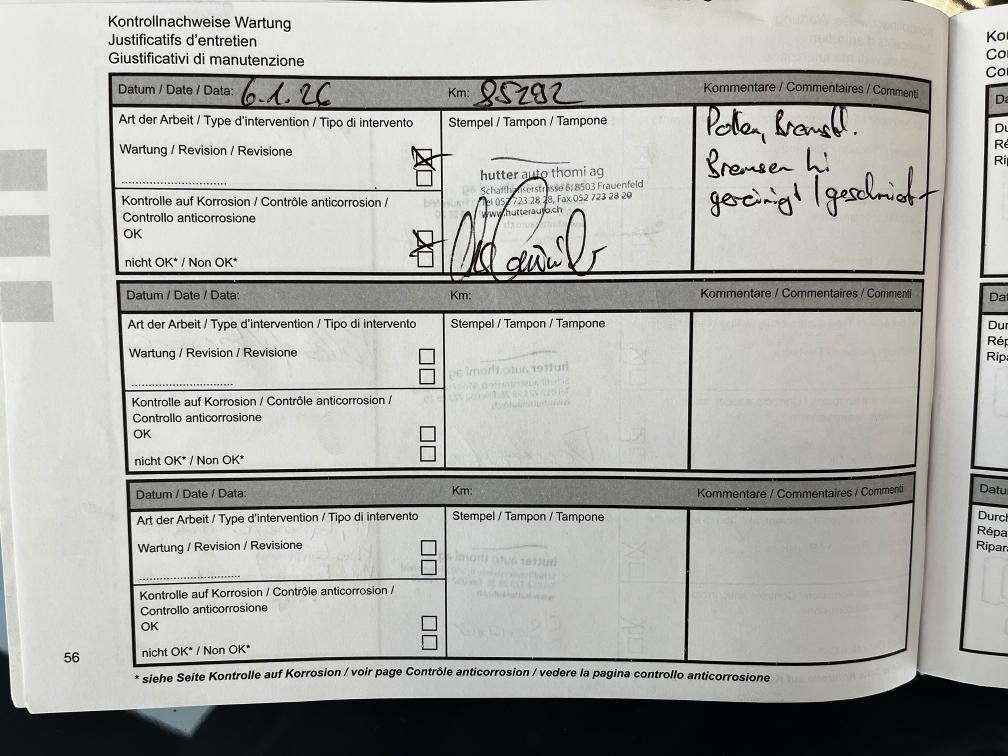 Kontrollnachweise Wartung
Justificatifs d'entretien
Giustificativi di manutenzione
Datum / Date / Data: 6.1.26 Km: 85292 Kommentare / Commentaires / Commenti
Art der Arbeit / Type d'intervention / Tipo di intervento
Wartung / Revision / Revisione
Kontrolle auf Korrosion / Contrôle anticorrosion /
Controllo anticorrosione
OK
nicht OK* / Non OK*
Stempel / Tampon / Tampone
hutter auto thomi ag
Schaffhauserstrasse 6, 8503 Frauenfeld
Tel 052 723 28 28, Fax 052 723 28 20
www.hutterauto.ch
Pollen, Bremsfl.
Bremsen hi
gereinigt / geschmiert
Datum / Date / Data: Km: Kommentare / Commentaires / Commenti
Art der Arbeit / Type d'intervention / Tipo di intervento
Wartung / Revision / Revisione
Kontrolle auf Korrosion / Contrôle anticorrosion /
Controllo anticorrosione
OK
nicht OK* / Non OK*
Stempel / Tampon / Tampone
Datum / Date / Data: Km: Kommentare / Commentaires / Commenti
Art der Arbeit / Type d'intervention / Tipo di intervento
Wartung / Revision / Revisione
Kontrolle auf Korrosion / Contrôle anticorrosion /
Controllo anticorrosione
OK
nicht OK* / Non OK*
Stempel / Tampon / Tampone
* siehe Seite Kontrolle auf Korrosion / voir page Contrôle anticorrosion / vedere la pagina controllo anticorrosione
56